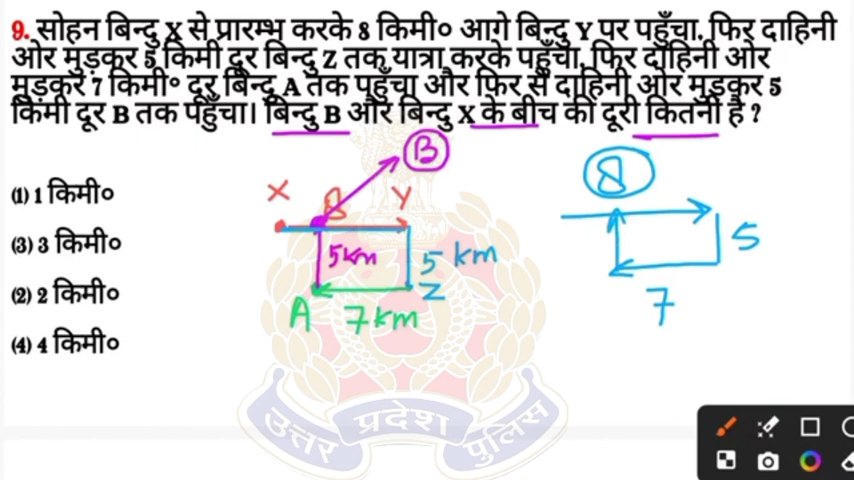 9. सोहन बिन्दु X से प्रारम्भ करके 8 किमी० आगे बिन्दु Y पर पहुँचा. फिर दाहिनी
ओर मुड़कर 5 किमी दूर बिन्दु Z तक यात्रा करके पहुँचा. फिर दाहिनी ओर
मुड़कर 7 किमी० दूर बिन्दु A तक पहुँचा और फिर से दाहिनी ओर मुड़कर 5
किमी दूर B तक पहुँचा। बिन्दु B और बिन्दु X के बीच की दूरी कितनी है ?
(1) 1 किमी०
(3) 3 किमी०
(2) 2 किमी०
(4) 4 किमी०
B
X 8 Y
5km 5 km
A 7km Z
8
5
7
उत्तर प्रदेश पुलिस